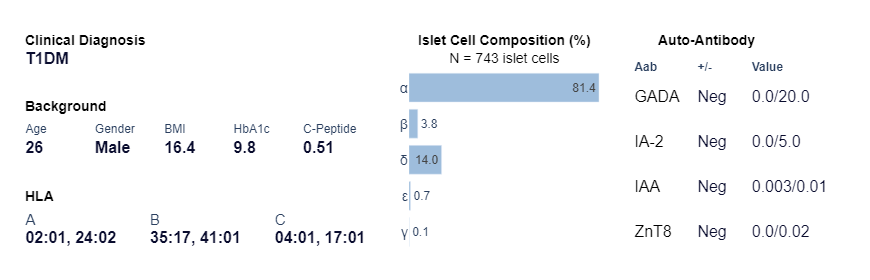 Clinical Diagnosis
T1DM
Background
Age Gender BMI HbA1c C-Peptide
26 Male 16.4 9.8 0.51
HLA
A B C
02:01, 24:02 35:17, 41:01 04:01, 17:01
Islet Cell Composition (%)
N = 743 islet cells
α 81.4
β 3.8
δ 14.0
ε 0.7
γ 0.1
Auto-Antibody
Aab +/- Value
GADA Neg 0.0/20.0
IA-2 Neg 0.0/5.0
IAA Neg 0.003/0.01
ZnT8 Neg 0.0/0.02